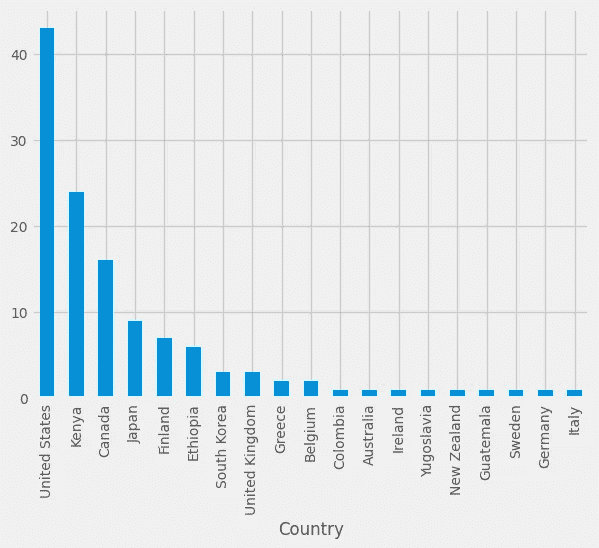 40
30
20
10
0
United States
Kenya
Canada
Japan
Finland
Ethiopia
South Korea
United Kingdom
Greece
Belgium
Colombia
Australia
Ireland
Yugoslavia
New Zealand
Guatemala
Sweden
Germany
Italy
Country